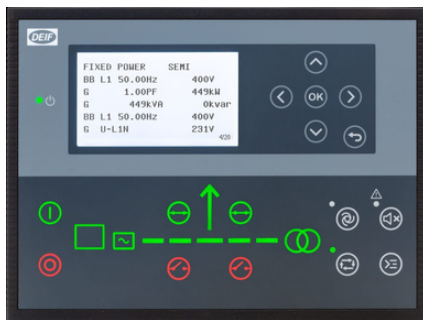 DEIF
FIXED POWER SEMI
BB L1 50.00Hz 400V
G 1.00PF 449kW
G 449kVA 0kvar
BB L1 50.00Hz 400V
G U-L1N 231V
4/20
OK